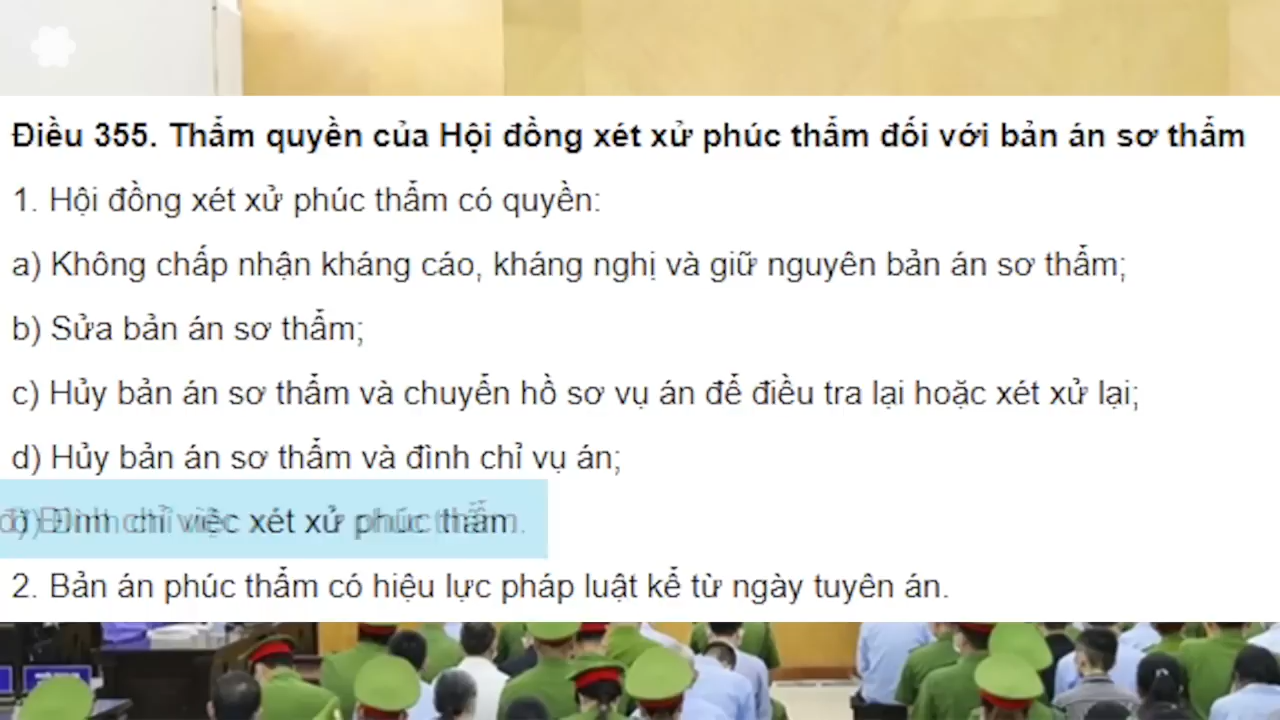 Điều 355. Thẩm quyền của Hội đồng xét xử phúc thẩm đối với bản án sơ thẩm
1. Hội đồng xét xử phúc thẩm có quyền:
a) Không chấp nhận kháng cáo, kháng nghị và giữ nguyên bản án sơ thẩm;
b) Sửa bản án sơ thẩm;
c) Hủy bản án sơ thẩm và chuyển hồ sơ vụ án để điều tra lại hoặc xét xử lại;
d) Hủy bản án sơ thẩm và đình chỉ vụ án;
đ) Đình chỉ việc xét xử phúc thẩm.
2. Bản án phúc thẩm có hiệu lực pháp luật kể từ ngày tuyên án.